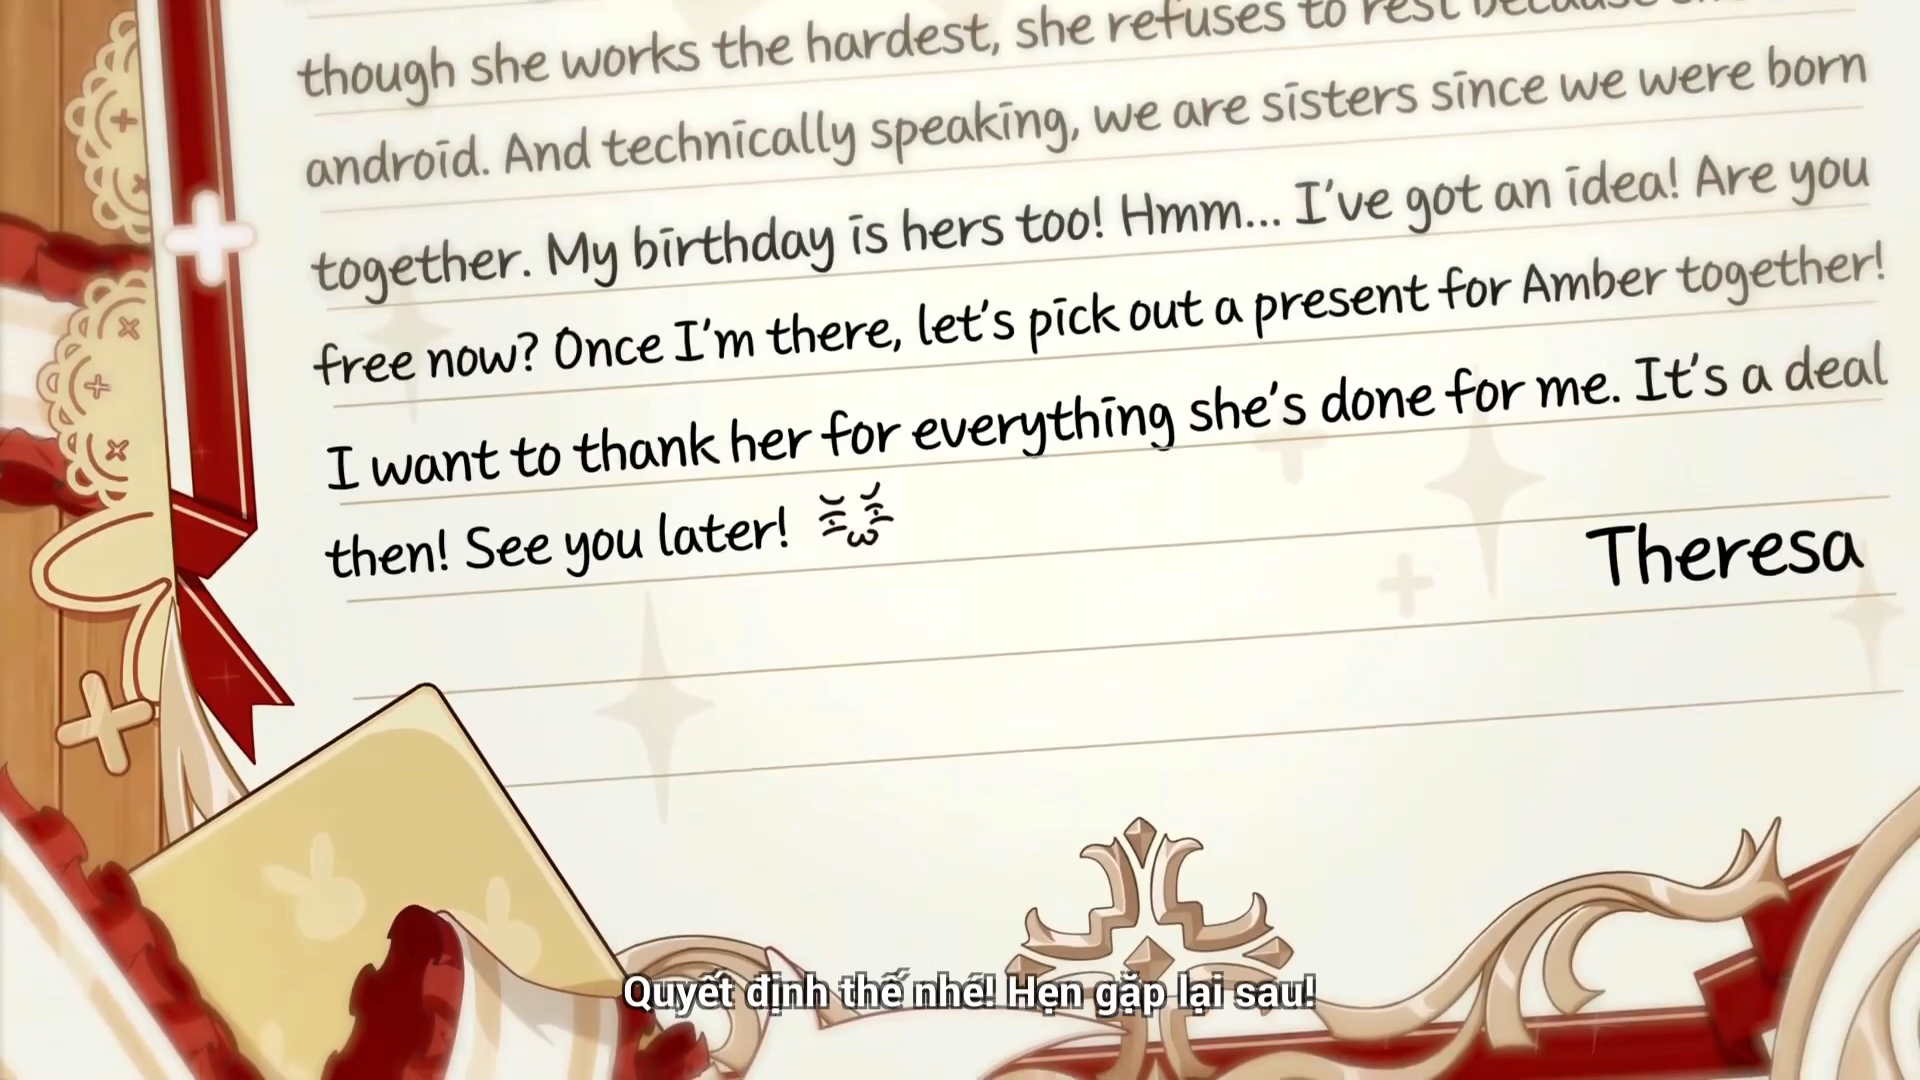 though she works the hardest, she refuses to rest because
android. And technically speaking, we are sisters since we were born
together. My birthday is hers too! Hmm... I've got an idea! Are you
free now? Once I'm there, let's pick out a present for Amber together!
I want to thank her for everything she's done for me. It's a deal
then! See you later!
Theresa
Quyết định thế nhé! Hẹn gặp lại sau!